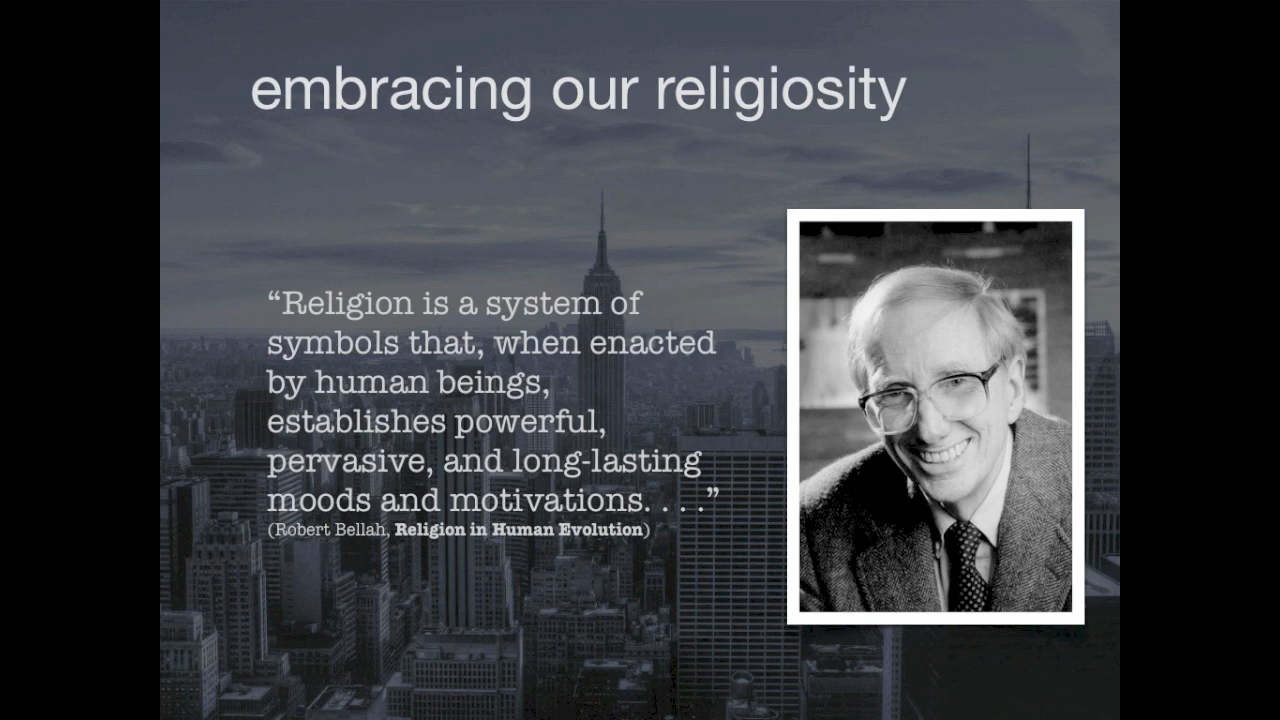 embracing our religiosity
“Religion is a system of
symbols that, when enacted
by human beings,
establishes powerful,
pervasive, and long-lasting
moods and motivations. . . .”
(Robert Bellah, Religion in Human Evolution)